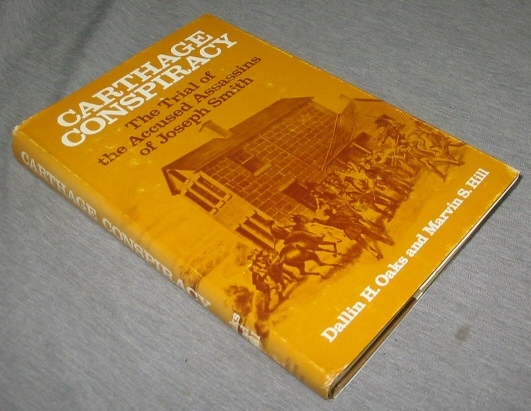 CARTHAGE
CONSPIRACY
The Trial of
the Accused Assassins
of Joseph Smith
Dallin H. Oaks and Marvin S. Hill
CARTHAGE CONSPIRACY